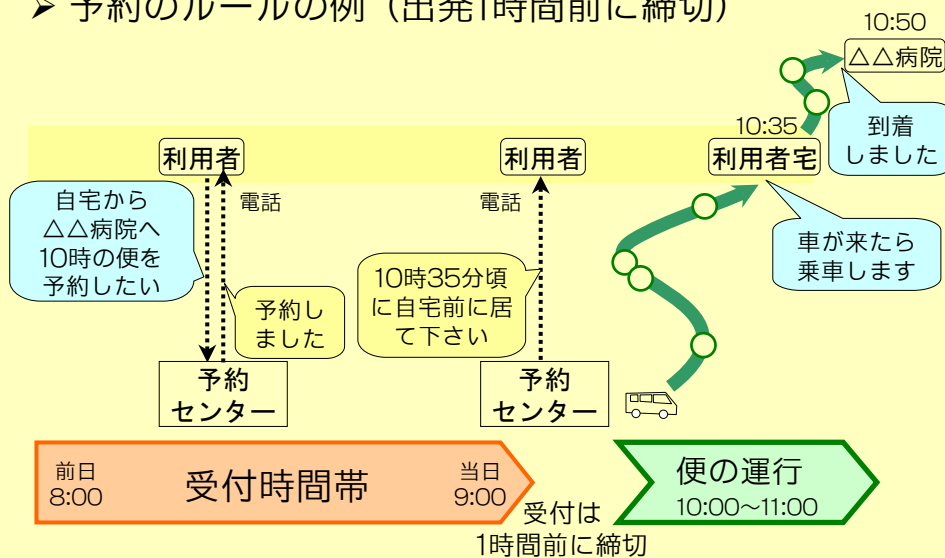 ➢ 予約のルールの例（出発1時間前に締切）
10:50
△△病院
到着
しました
10:35
利用者
利用者
利用者宅
自宅から
△△病院へ
10時の便を
予約したい
電話
予約し
ました
電話
10時35分頃
に自宅前に居
て下さい
車が来たら
乗車します
予約
センター
予約
センター
前日
8:00
受付時間帯
当日
9:00
受付は
1時間前に締切
便の運行
10:00～11:00